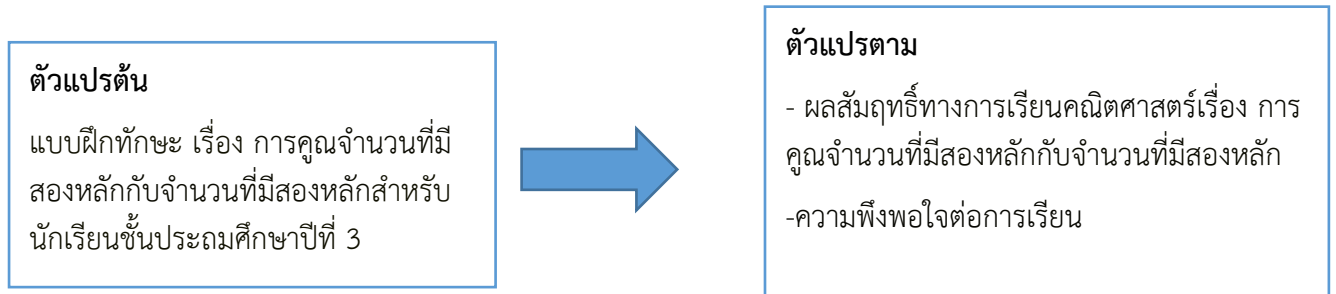 ตัวแปรต้น
แบบฝึกทักษะ เรื่อง การคูณจำนวนที่มี
สองหลักกับจำนวนที่มีสองหลักสำหรับ
นักเรียนชั้นประถมศึกษาปีที่ 3
ตัวแปรตาม
- ผลสัมฤทธิ์ทางการเรียนคณิตศาสตร์เรื่อง การ
คูณจำนวนที่มีสองหลักกับจำนวนที่มีสองหลัก
-ความพึงพอใจต่อการเรียน